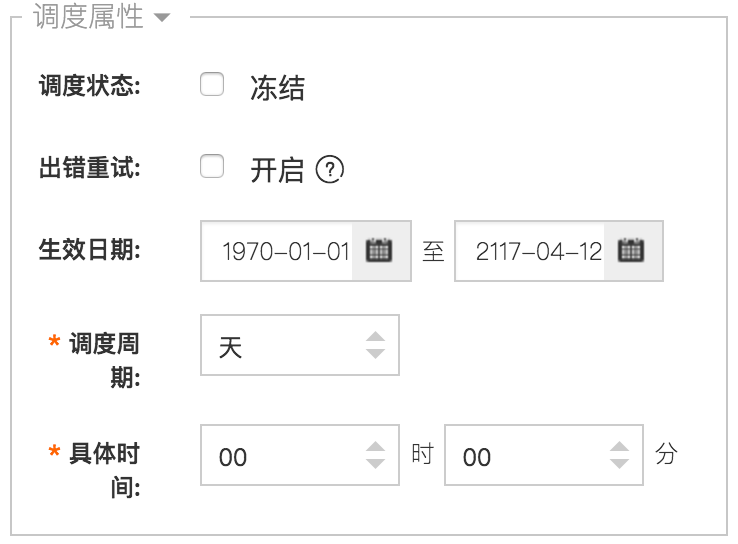 调度属性
调度状态: 冻结
出错重试: 开启 ?
生效日期: 1970-01-01 至 2117-04-12
* 调度周 天
期:
* 具体时 00 时 00 分
间: